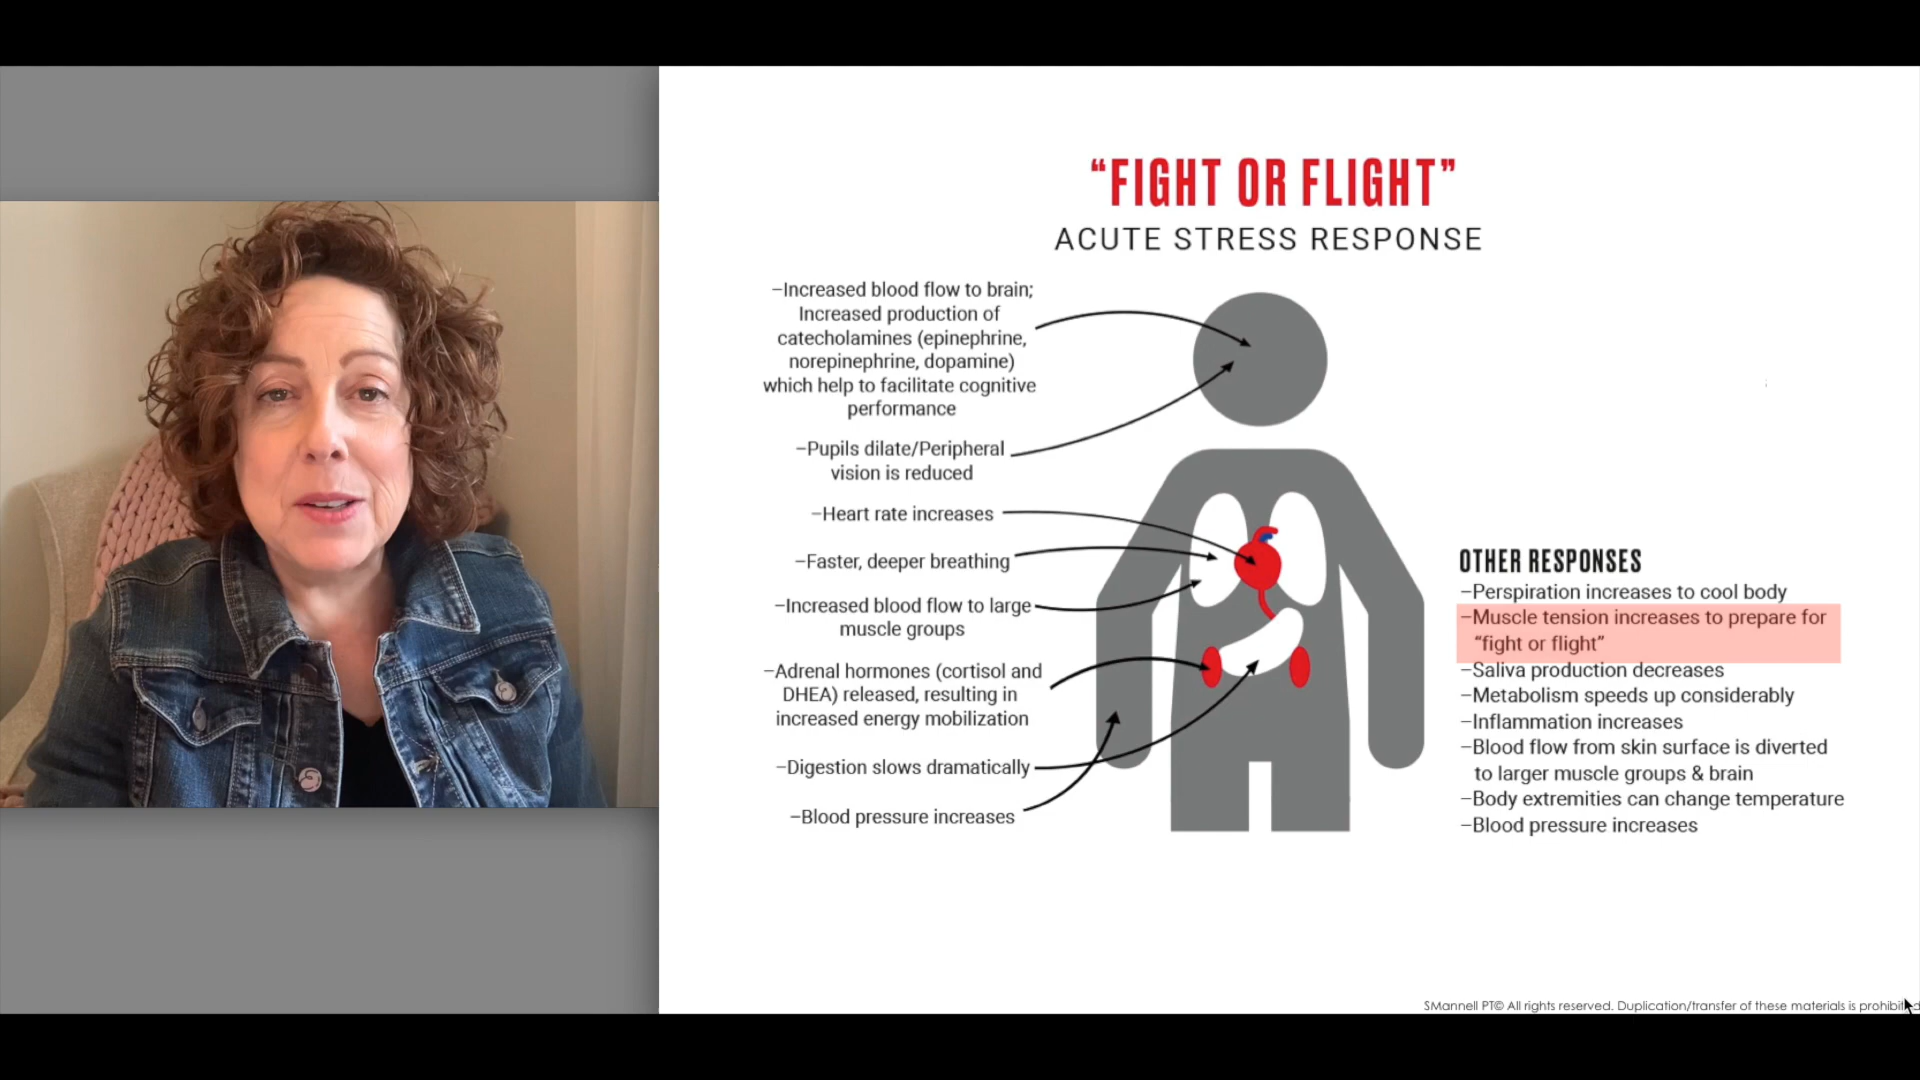 “FIGHT OR FLIGHT”
ACUTE STRESS RESPONSE
–Increased blood flow to brain;
Increased production of
catecholamines (epinephrine,
norepinephrine, dopamine)
which help to facilitate cognitive
performance
–Pupils dilate/Peripheral
vision is reduced
–Heart rate increases
–Faster, deeper breathing
–Increased blood flow to large
muscle groups
–Adrenal hormones (cortisol and
DHEA) released, resulting in
increased energy mobilization
–Digestion slows dramatically
–Blood pressure increases
OTHER RESPONSES
–Perspiration increases to cool body
–Muscle tension increases to prepare for
“fight or flight”
–Saliva production decreases
–Metabolism speeds up considerably
–Inflammation increases
–Blood flow from skin surface is diverted
to larger muscle groups & brain
–Body extremities can change temperature
–Blood pressure increases
SMannell PT© All rights reserved. Duplication/transfer of these materials is prohibited